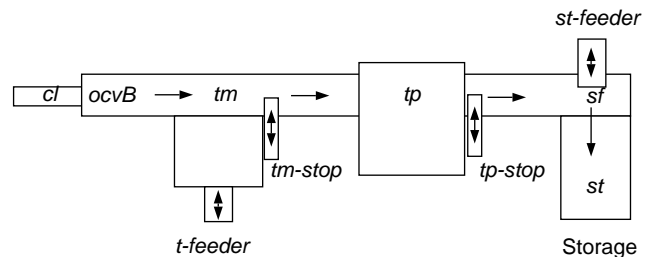 st-feeder
cl ocvB tm tp sf
tm-stop tp-stop
st
t-feeder Storage